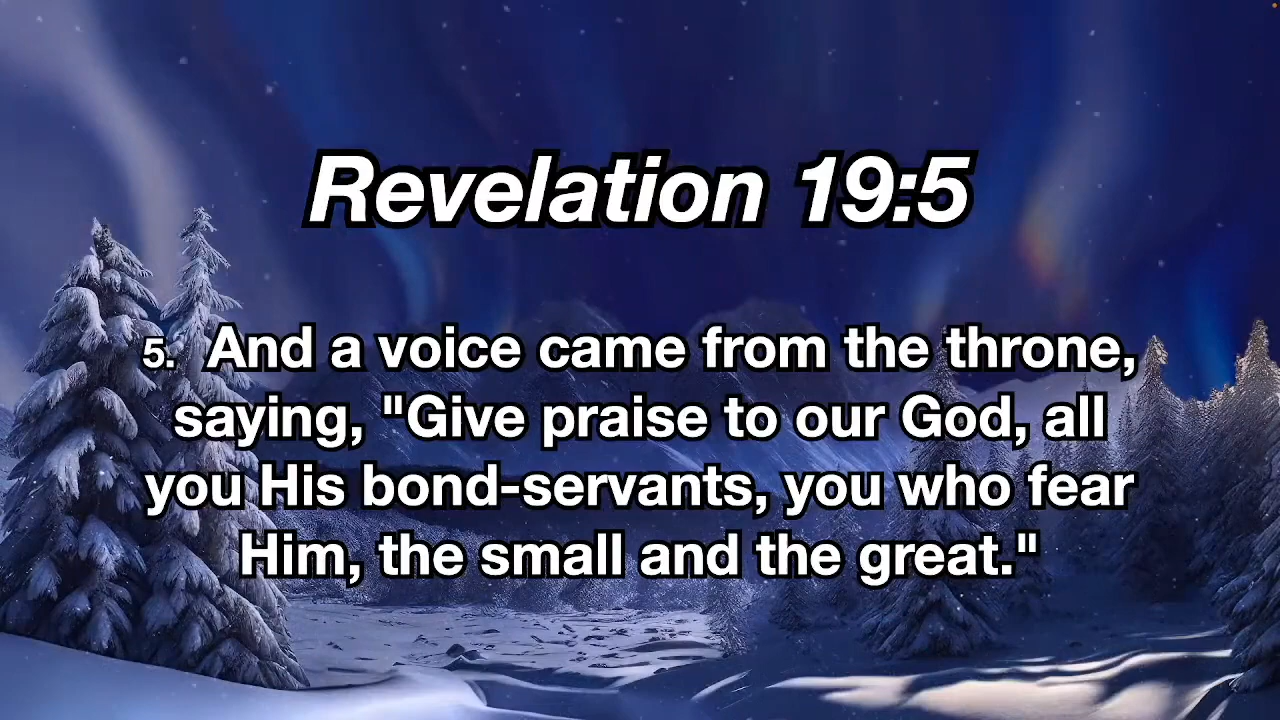 Revelation 19:5
5. And a voice came from the throne,
saying, "Give praise to our God, all
you His bond-servants, you who fear
Him, the small and the great."